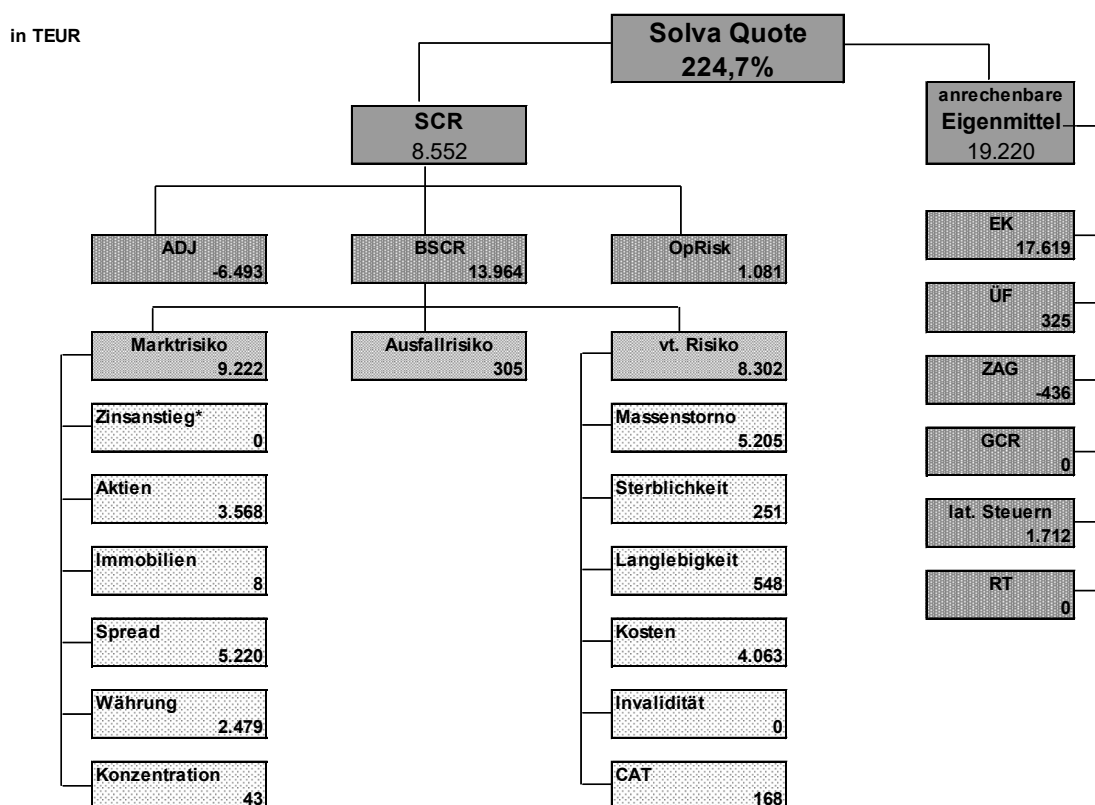 in TEUR
Solva Quote
224,7%
SCR
8.552
anrechenbare
Eigenmittel
19.220
ADJ
-6.493
BSCR
13.964
OpRisk
1.081
EK
17.619
ÜF
325
ZAG
-436
GCR
0
lat. Steuern
1.712
RT
0
Marktrisiko
9.222
Ausfallrisiko
305
vt. Risiko
8.302
Zinsanstieg*
0
Aktien
3.568
Immobilien
8
Spread
5.220
Währung
2.479
Konzentration
43
Massenstorno
5.205
Sterblichkeit
251
Langlebigkeit
548
Kosten
4.063
Invalidität
0
CAT
168